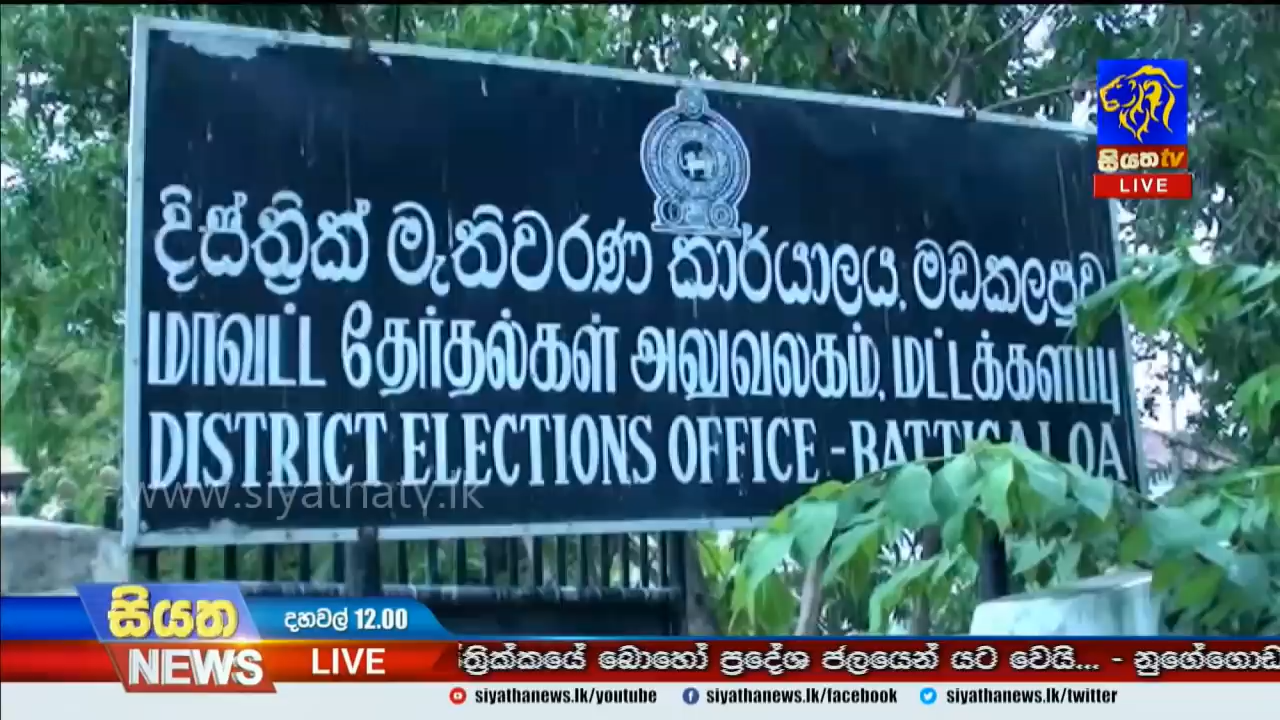 සියත tv
LIVE
දිස්ත්‍රික් මැතිවරණ කාර්යාලය, මඩකලපුව
மாவட்ட தேர்தல்கள் அலுவலகம், மட்டக்களப்பு
DISTRICT ELECTIONS OFFICE - BATTICALOA
www.siyathatv.lk
සියත
NEWS
දහවල් 12.00
LIVE
ත්‍රික්කයේ බොහෝ ප්‍රදේශ ජලයෙන් යට වෙයි... - නුගේගොඩ
siyathanews.lk/youtube siyathanews.lk/facebook siyathanews.lk/twitter